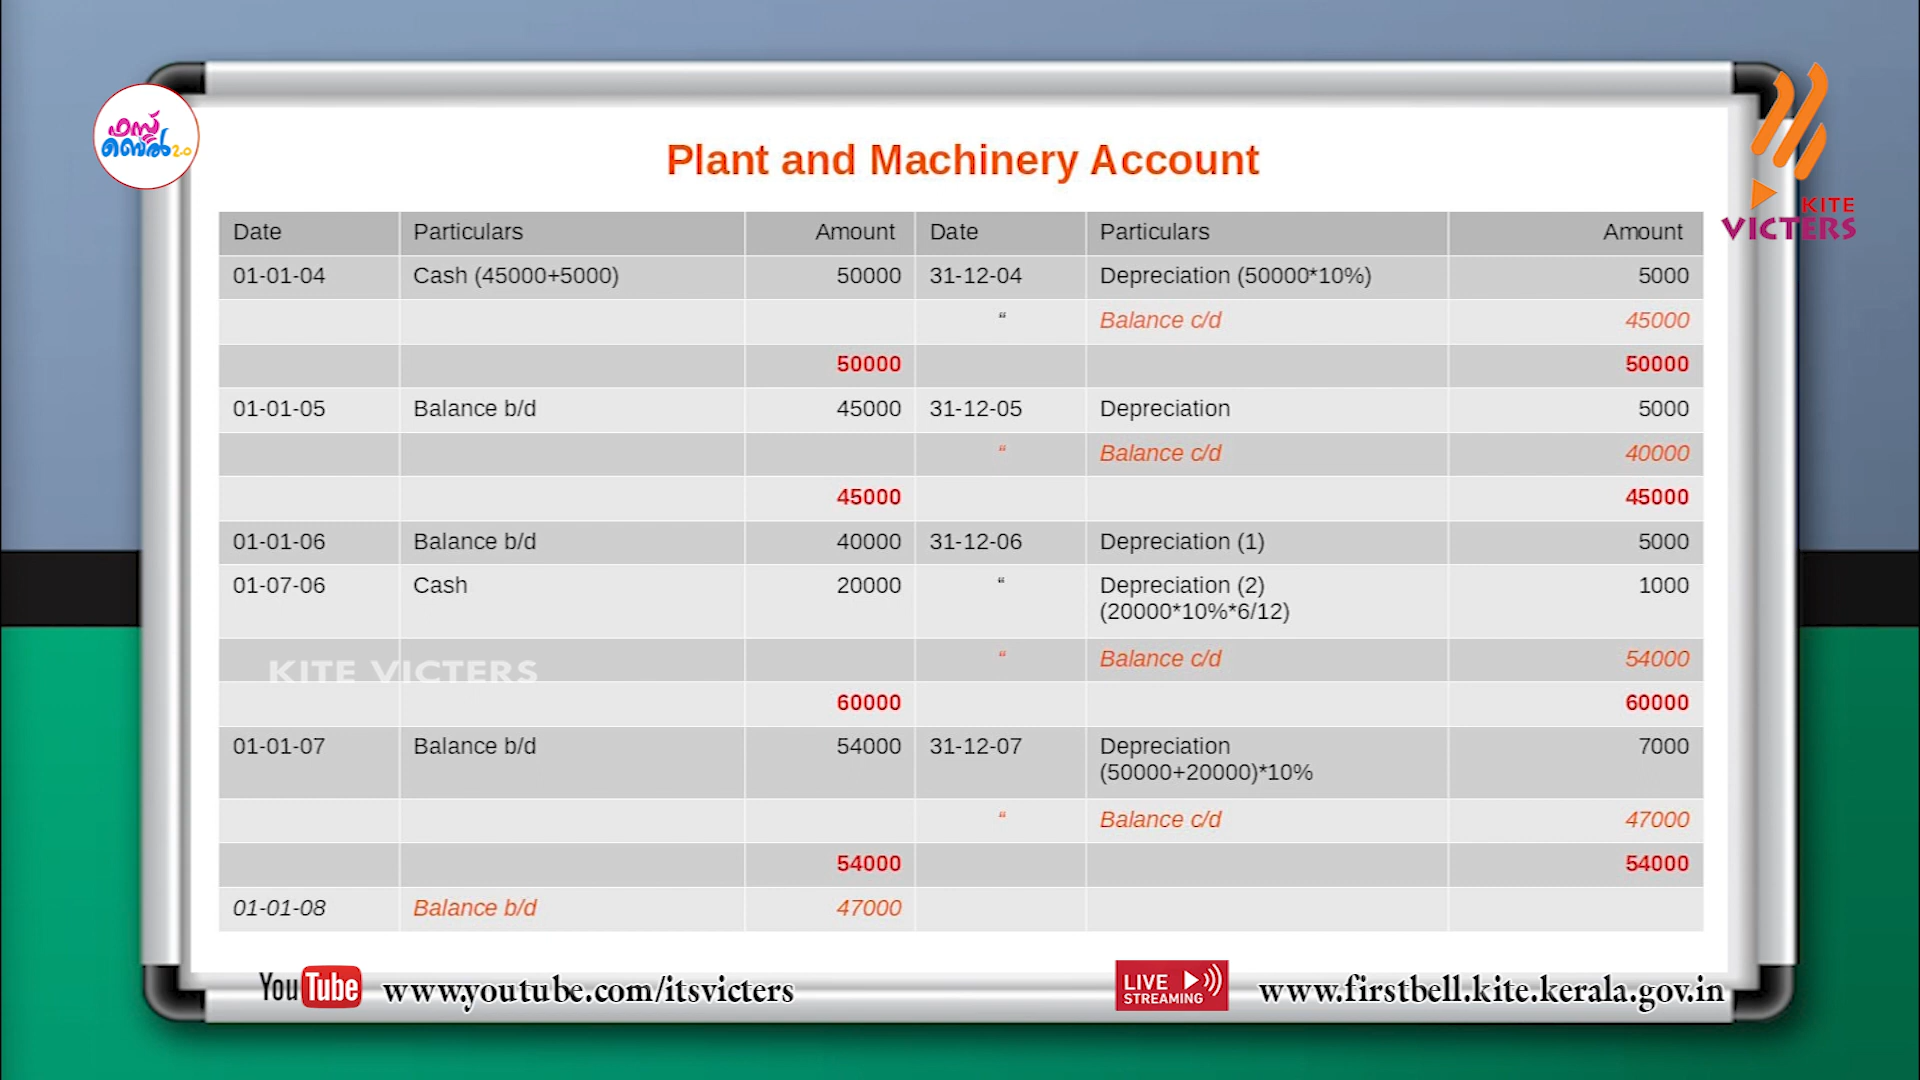 ഫസ്റ്റ്
ബെൽ 2.0
KITE
VICTERS
Plant and Machinery Account
Date Particulars Amount Date Particulars Amount
01-01-04 Cash (45000+5000) 50000 31-12-04 Depreciation (50000*10%) 5000
“ Balance c/d 45000
50000 50000
01-01-05 Balance b/d 45000 31-12-05 Depreciation 5000
“ Balance c/d 40000
45000 45000
01-01-06 Balance b/d 40000 31-12-06 Depreciation (1) 5000
01-07-06 Cash 20000 “ Depreciation (2) 1000
(20000*10%*6/12)
“ Balance c/d 54000
KITE VICTERS
60000 60000
01-01-07 Balance b/d 54000 31-12-07 Depreciation 7000
(50000+20000)*10%
“ Balance c/d 47000
54000 54000
01-01-08 Balance b/d 47000
YouTube www.youtube.com/itsvicters
LIVE
STREAMING
www.firstbell.kite.kerala.gov.in